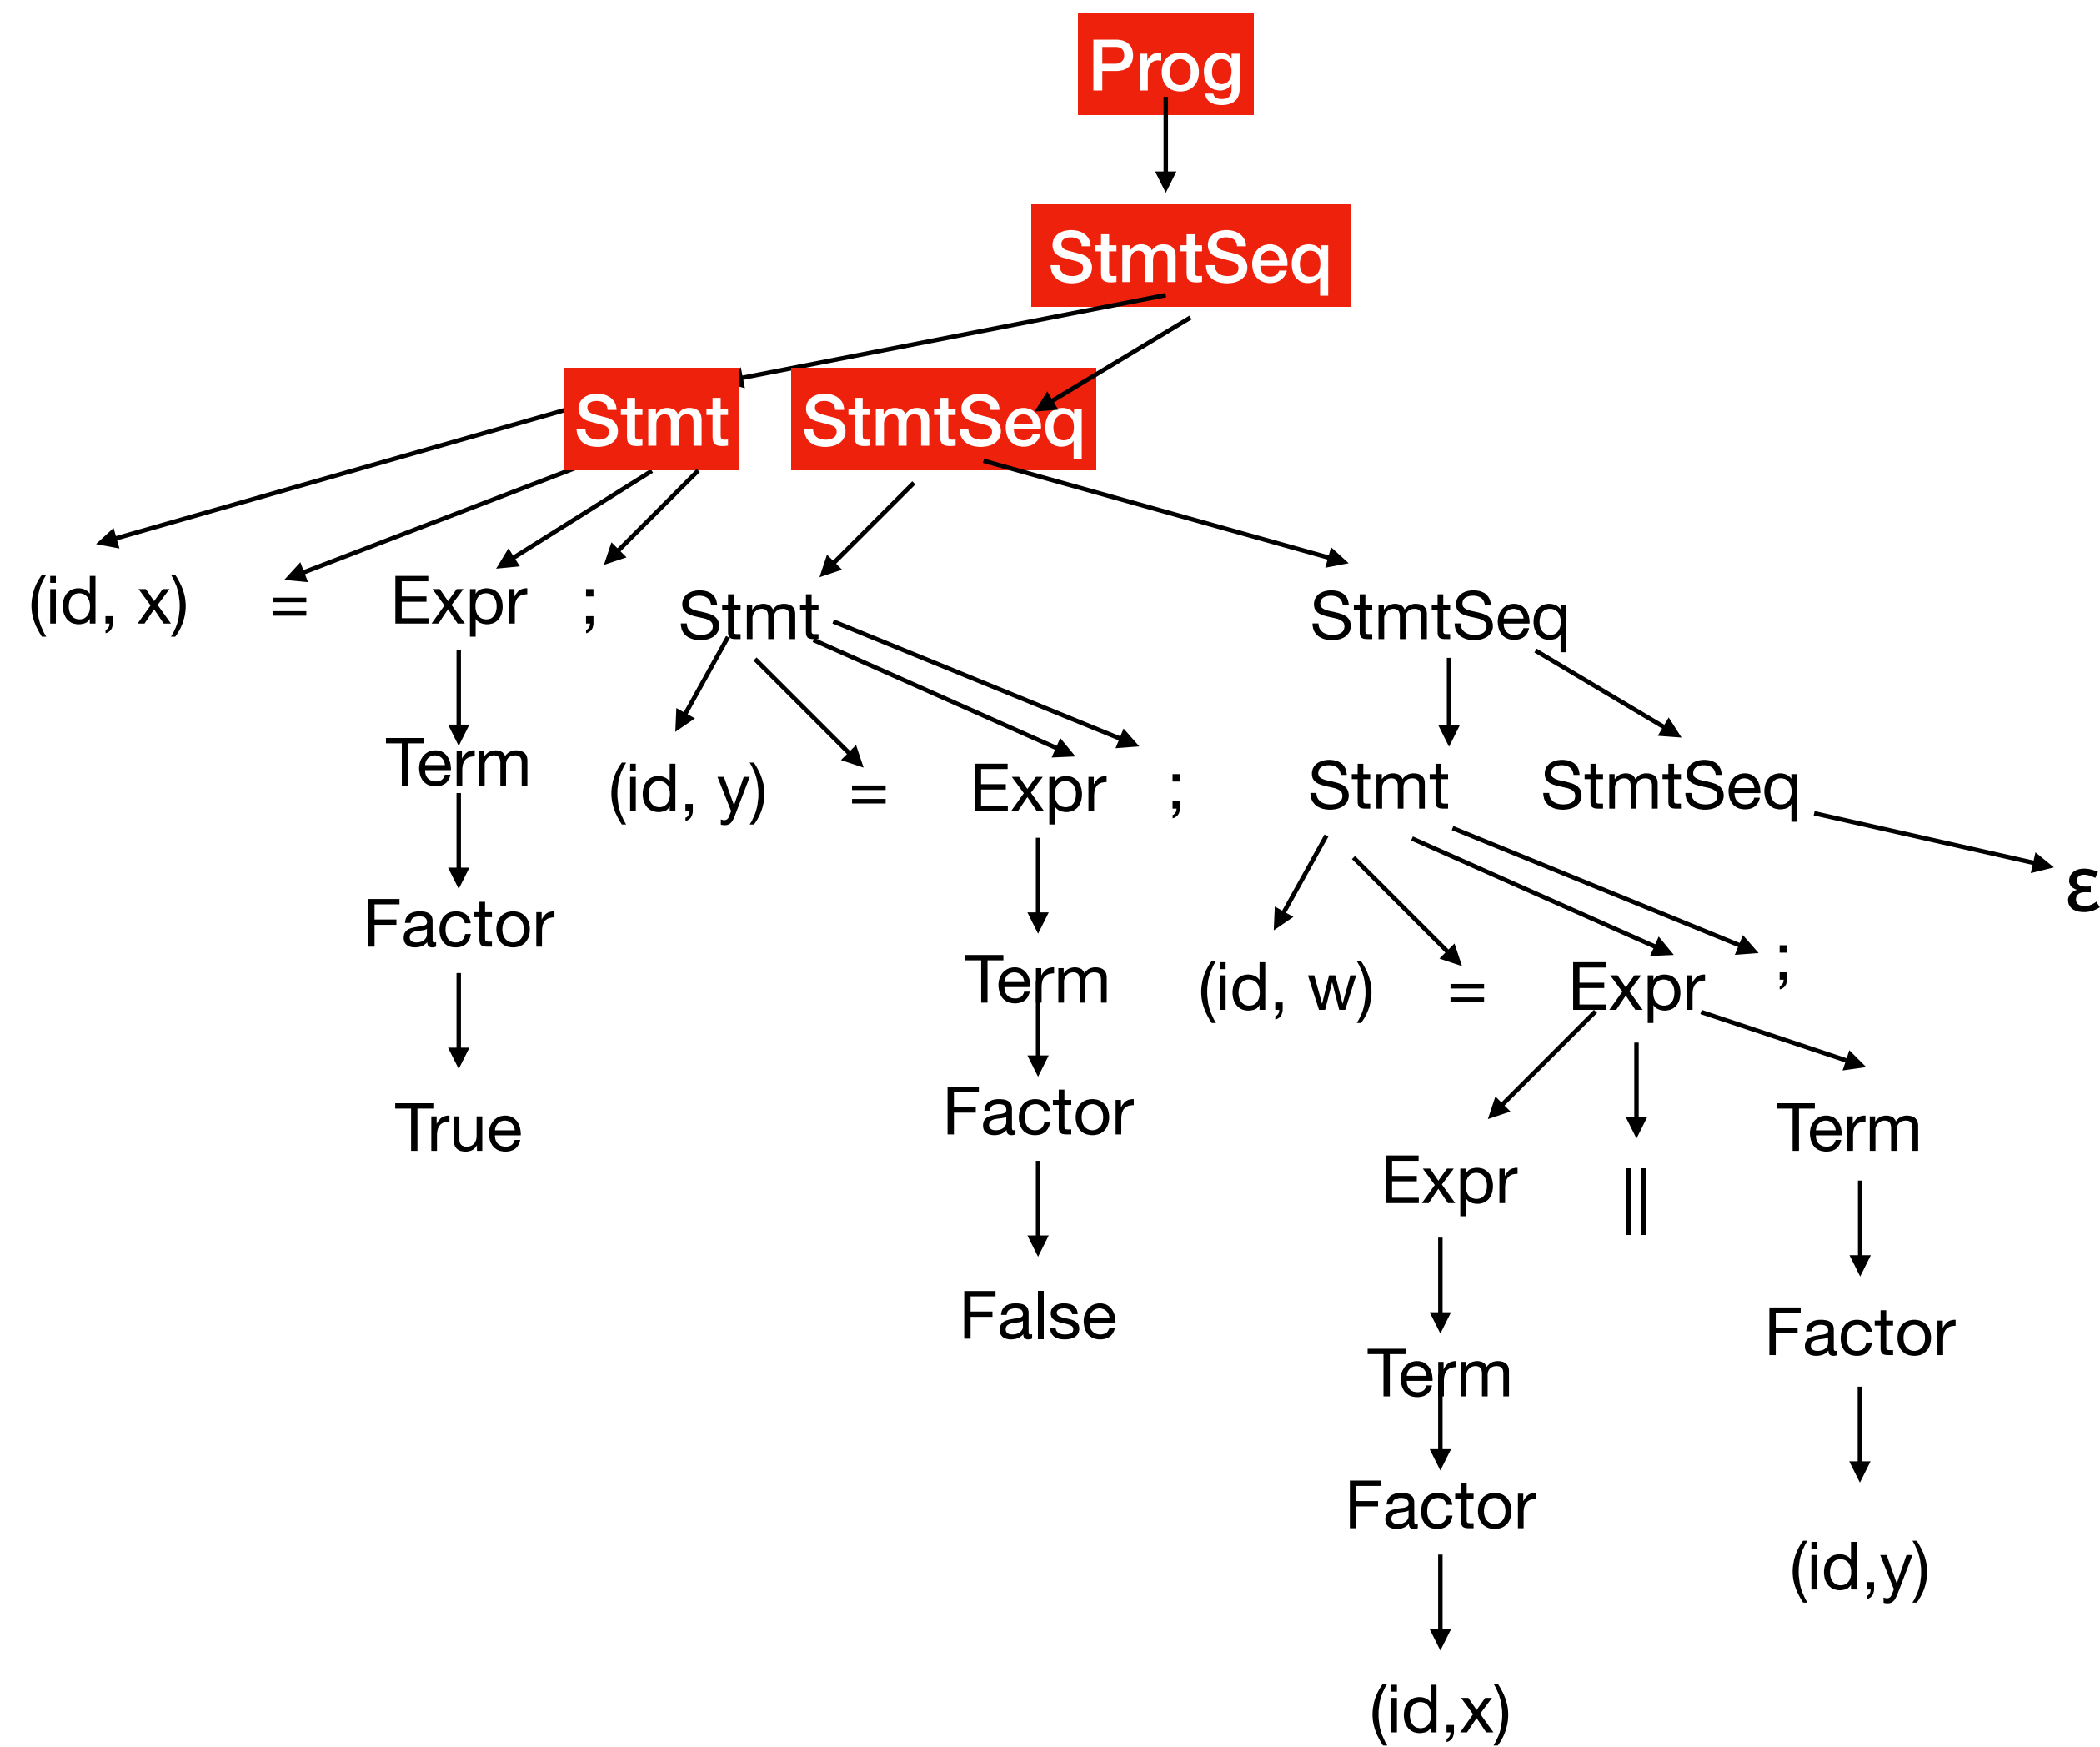 Prog
StmtSeq
Stmt StmtSeq
(id, x) = Expr ; Stmt StmtSeq
Term (id, y) = Expr ; Stmt StmtSeq
ε
Factor Term (id, w) = Expr ;
True Factor Expr || Term
False Term Factor
Factor (id,y)
(id,x)